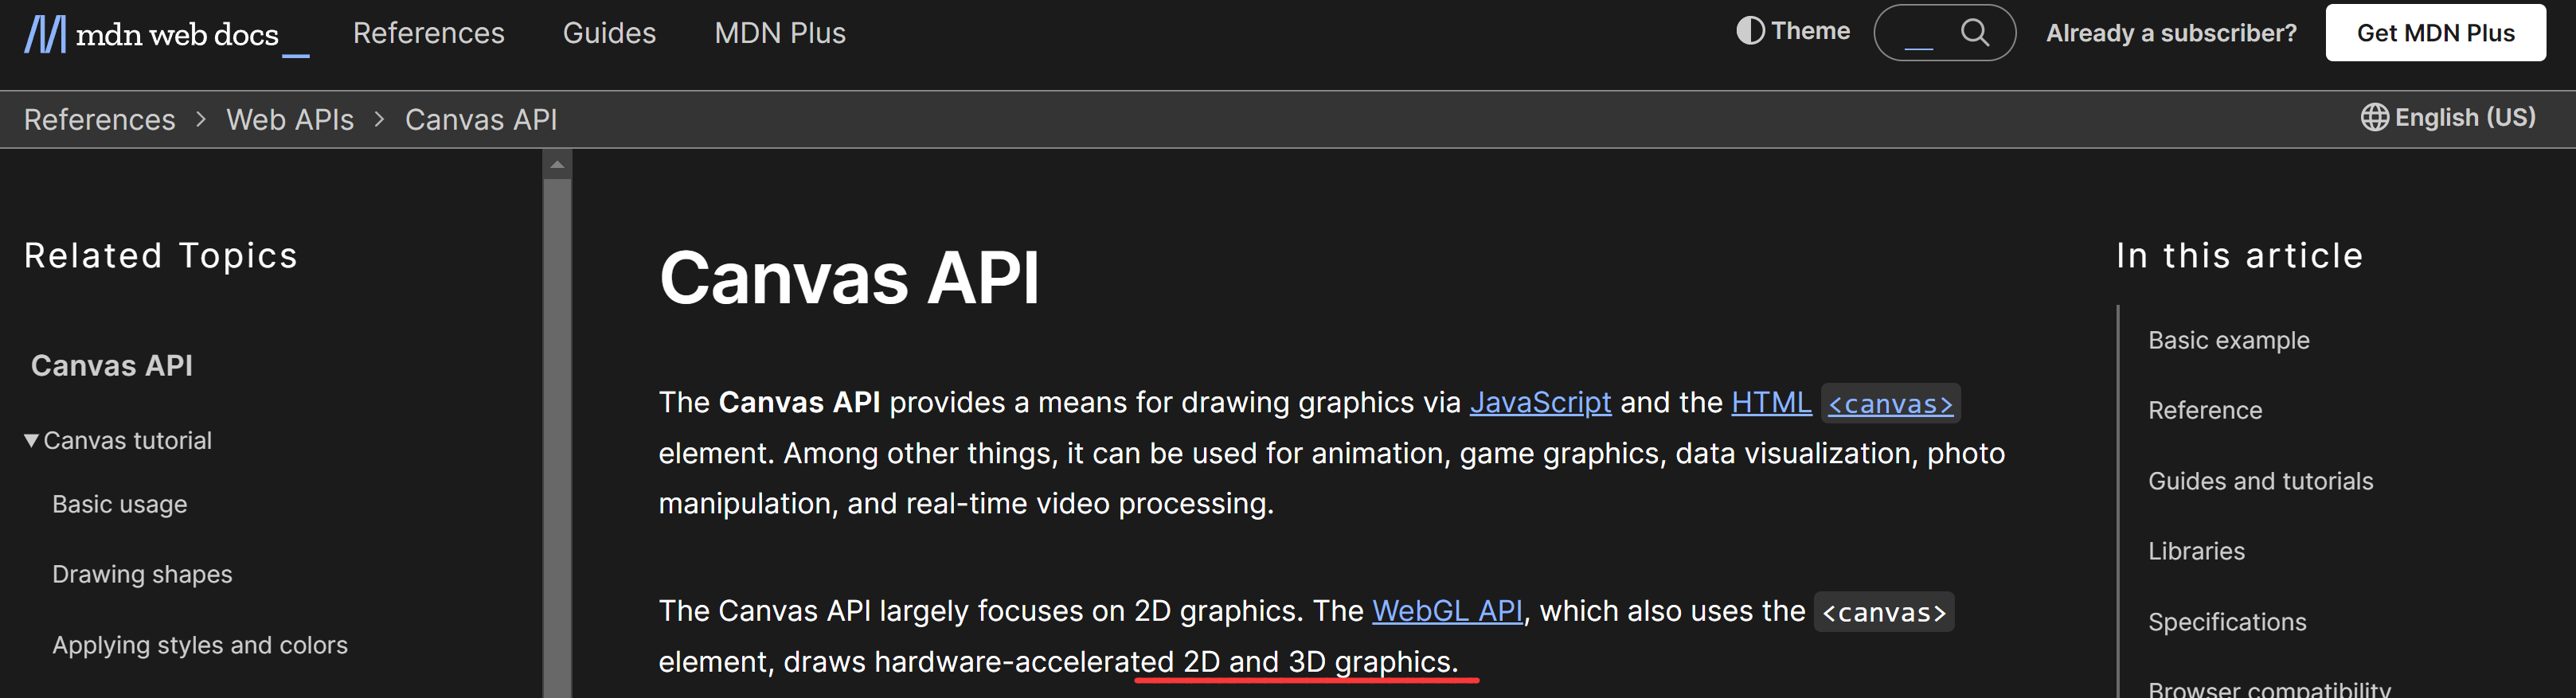 mdn web docs_
References
Guides
MDN Plus
Theme
Already a subscriber?
Get MDN Plus
References > Web APIs > Canvas API
English (US)
Related Topics
Canvas API
▼ Canvas tutorial
Basic usage
Drawing shapes
Applying styles and colors
Canvas API
The Canvas API provides a means for drawing graphics via JavaScript and the HTML <canvas>
element. Among other things, it can be used for animation, game graphics, data visualization, photo
manipulation, and real-time video processing.
The Canvas API largely focuses on 2D graphics. The WebGL API, which also uses the <canvas>
element, draws hardware-accelerated 2D and 3D graphics.
In this article
Basic example
Reference
Guides and tutorials
Libraries
Specifications
Browser compatibility